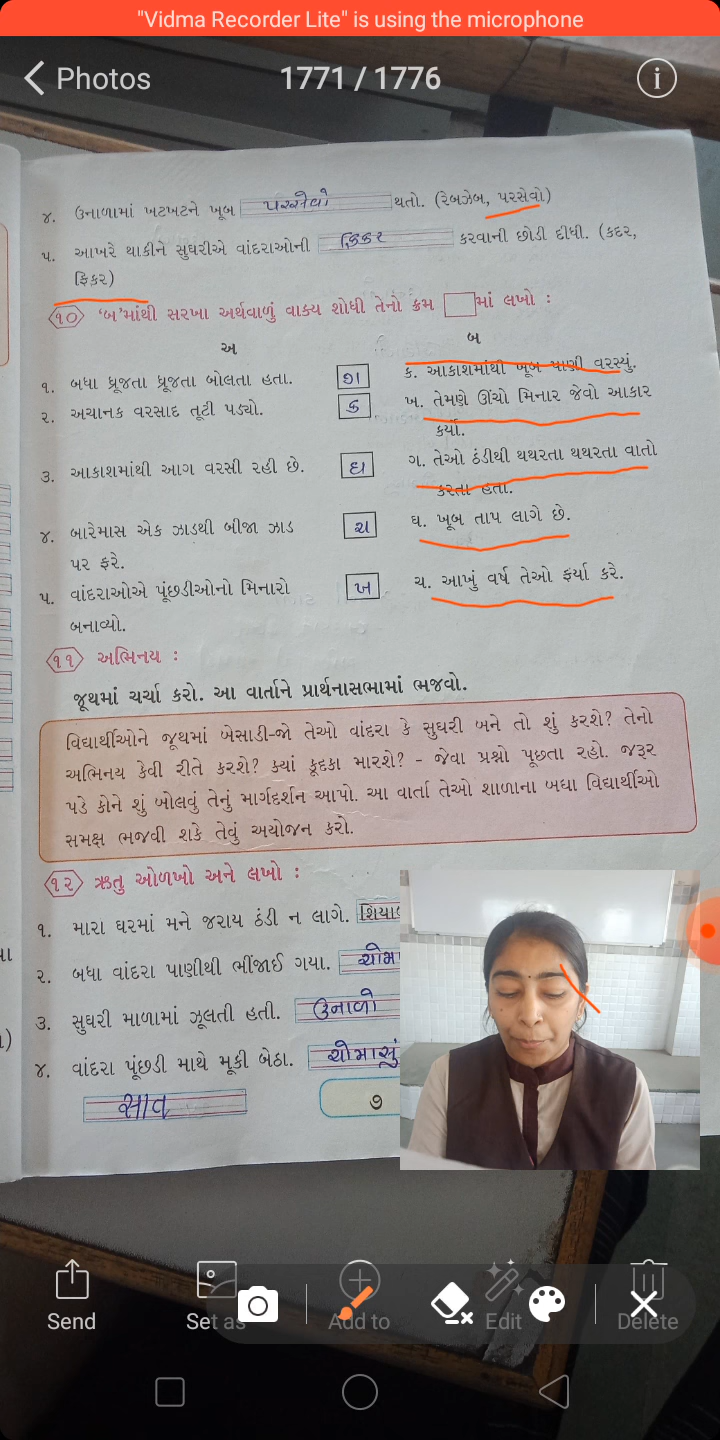 "Vidma Recorder Lite" is using the microphone
Photos
1771 / 1776
૪. ઉનાળામાં ખટખટને ખૂબ પરસેવો થતો. (રેબઝેબ, પરસેવો)
૫. આખરે થાકીને સુઘરીએ વાંદરાઓની ફિકર કરવાની છોડી દીધી. (કદર,
ફિકર)
૧૦ ‘બ’માંથી સરખા અર્થવાળું વાક્ય શોધી તેનો ક્રમ માં લખો :
અ
બ
૧. બધા ધ્રૂજતા ધ્રૂજતા બોલતા હતા. ગ
ક. આકાશમાંથી ખૂબ પાણી વરસ્યું.
૨. અચાનક વરસાદ તૂટી પડ્યો. ક
ખ. તેમણે ઊંચો મિનાર જેવો આકાર
કર્યો.
૩. આકાશમાંથી આગ વરસી રહી છે. ઘ
ગ. તેઓ ઠંડીથી થથરતા થથરતા વાતો
કરતા હતા.
૪. બારેમાસ એક ઝાડથી બીજા ઝાડ ચ
પર ફરે.
ઘ. ખૂબ તાપ લાગે છે.
૫. વાંદરાઓએ પૂંછડીઓનો મિનારો ખ
બનાવ્યો.
ચ. આખું વર્ષ તેઓ ફર્યા કરે.
૧૧ અભિનય :
જૂથમાં ચર્ચા કરો. આ વાર્તાને પ્રાર્થનાસભામાં ભજવો.
વિદ્યાર્થીઓને જૂથમાં બેસાડી-જો તેઓ વાંદરા કે સુઘરી બને તો શું કરશે? તેનો
અભિનય કેવી રીતે કરશે? ક્યાં કૂદકા મારશે? - જેવા પ્રશ્નો પૂછતા રહો. જરૂર
પડે કોને શું બોલવું તેનું માર્ગદર્શન આપો. આ વાર્તા તેઓ શાળાના બધા વિદ્યાર્થીઓ
સમક્ષ ભજવી શકે તેવું આયોજન કરો.
૧૨ ઋતુ ઓળખો અને લખો :
૧. મારા ઘરમાં મને જરાય ઠંડી ન લાગે.
૨. બધા વાંદરા પાણીથી ભીંજાઈ ગયા.
૩. સુઘરી માળામાં ઝૂલતી હતી. ઉનાળો
૪. વાંદરા પૂંછડી માથે મૂકી બેઠા. ચોમાસું
૭
Send
Set as
Add to
Edit
Delete